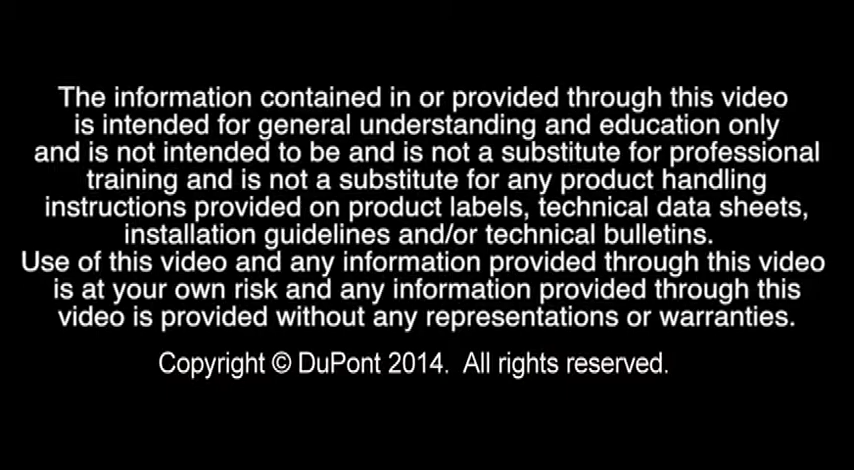 The information contained in or provided through this video
is intended for general understanding and education only
and is not intended to be and is not a substitute for professional
training and is not a substitute for any product handling
instructions provided on product labels, technical data sheets,
installation guidelines and/or technical bulletins.
Use of this video and any information provided through this video
is at your own risk and any information provided through this
video is provided without any representations or warranties.
Copyright © DuPont 2014.  All rights reserved.